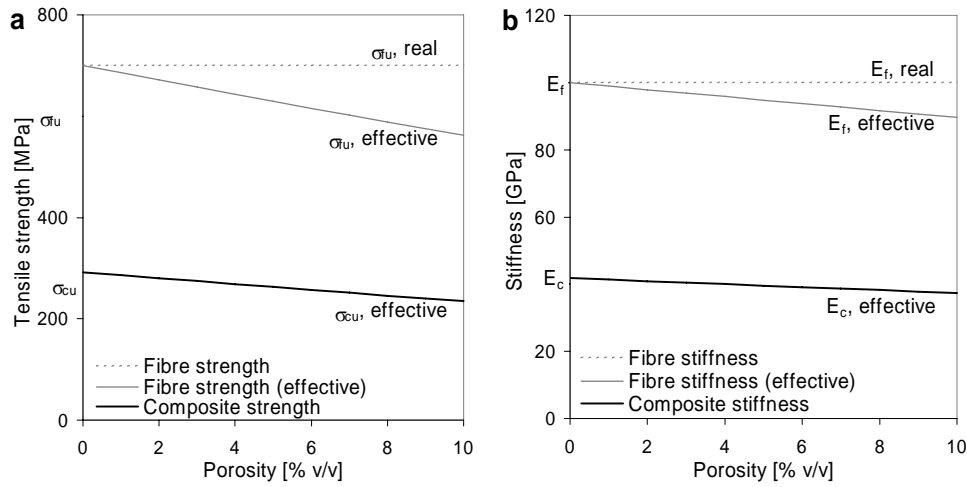 a
800
σfu, real
σfu
σfu, effective
400
σcu
200
σcu, effective
Fibre strength
Fibre strength (effective)
Composite strength
0
0 2 4 6 8 10
Porosity [% v/v]
Tensile strength [MPa]
b
120
Ef, real
100
Ef
Ef, effective
80
60
Ec
40
Ec, effective
20
Fibre stiffness
Fibre stiffness (effective)
Composite stiffness
0
0 2 4 6 8 10
Porosity [% v/v]
Stiffness [GPa]